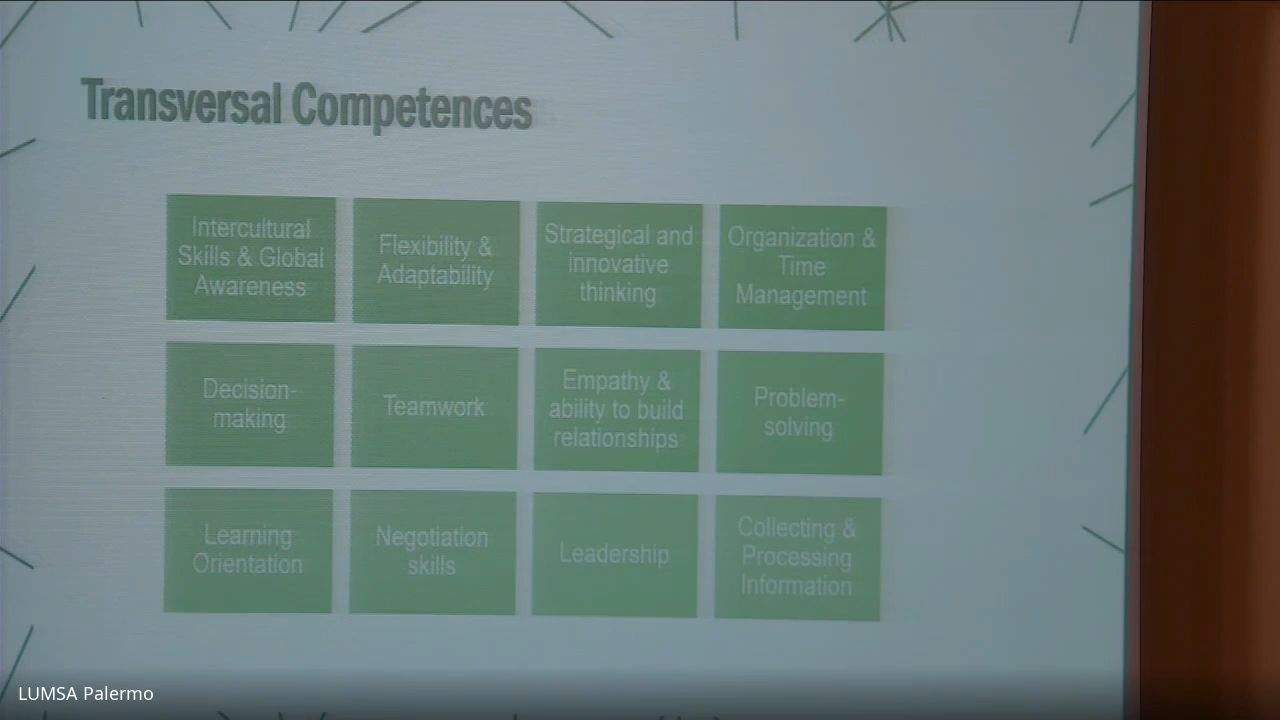 Transversal Competences
Intercultural
Skills & Global
Awareness
Flexibility &
Adaptability
Strategical and
innovative
thinking
Organization &
Time
Management
Decision-
making
Teamwork
Empathy &
ability to build
relationships
Problem-
solving
Learning
Orientation
Negotiation
skills
Leadership
Collecting &
Processing
Information
LUMSA Palermo